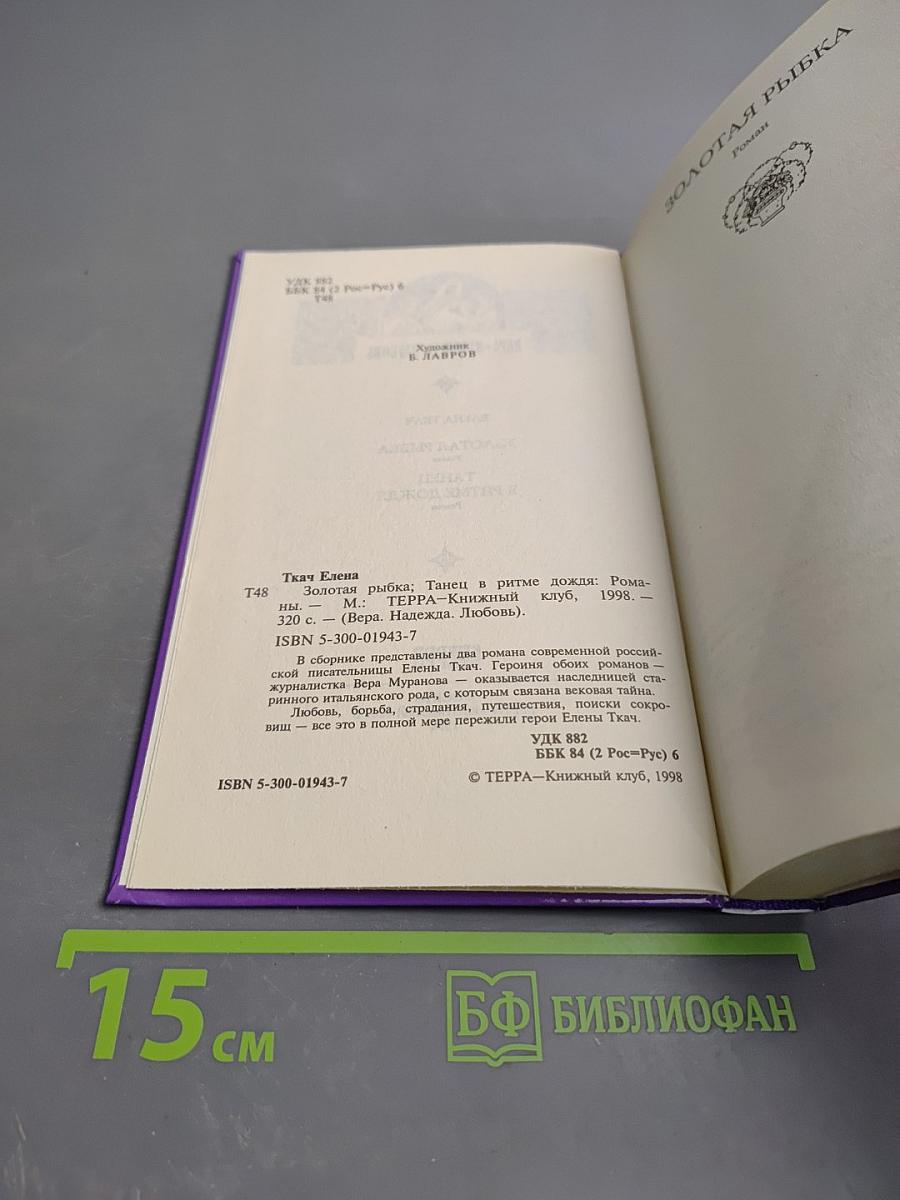 УДК 882
ББК 84 (2 Рос=Рус) 6
Т48
Художник
Б. ЛАВРОВ
Ткач Елена
Т48 Золотая рыбка; Танец в ритме дождя: Рома-
ны. — М.: ТЕРРА—Книжный клуб, 1998. —
320 с. — (Вера. Надежда. Любовь).
ISBN 5-300-01943-7
В сборнике представлены два романа современной россий-
ской писательницы Елены Ткач. Героиня обоих романов —
журналистка Вера Муранова — оказывается наследницей ста-
ринного итальянского рода, с которым связана вековая тайна.
Любовь, борьба, страдания, путешествия, поиски сокро-
вищ — все это в полной мере пережили герои Елены Ткач.
УДК 882
ББК 84 (2 Рос=Рус) 6
ISBN 5-300-01943-7
© ТЕРРА—Книжный клуб, 1998
ЗОЛОТАЯ РЫБКА
Роман
15 см
БФ БИБЛИОФАН